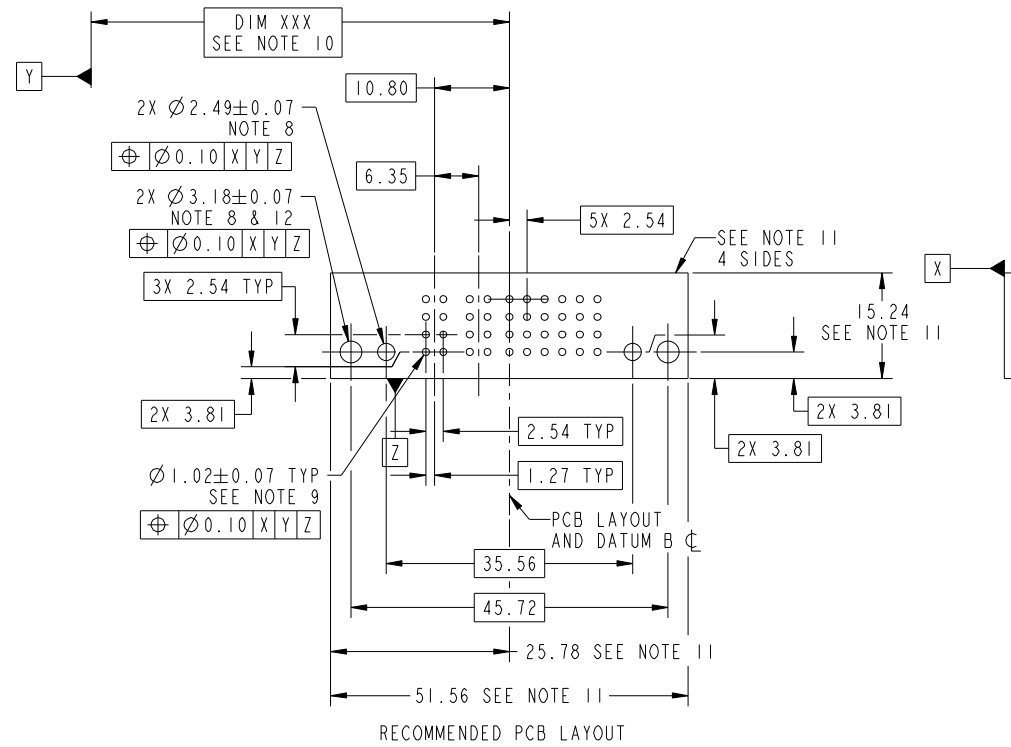 DIM XXX
SEE NOTE 10
Y
10.80
2X Ø2.49±0.07
NOTE 8
⌖ Ø0.10 X Y Z
6.35
2X Ø3.18±0.07
NOTE 8 & 12
⌖ Ø0.10 X Y Z
5X 2.54
SEE NOTE 11
4 SIDES
X
3X 2.54 TYP
15.24
SEE NOTE 11
2X 3.81
2X 3.81
2X 3.81
Z
2.54 TYP
1.27 TYP
Ø1.02±0.07 TYP
SEE NOTE 9
⌖ Ø0.10 X Y Z
PCB LAYOUT
AND DATUM B ℄
35.56
45.72
25.78 SEE NOTE 11
51.56 SEE NOTE 11
RECOMMENDED PCB LAYOUT